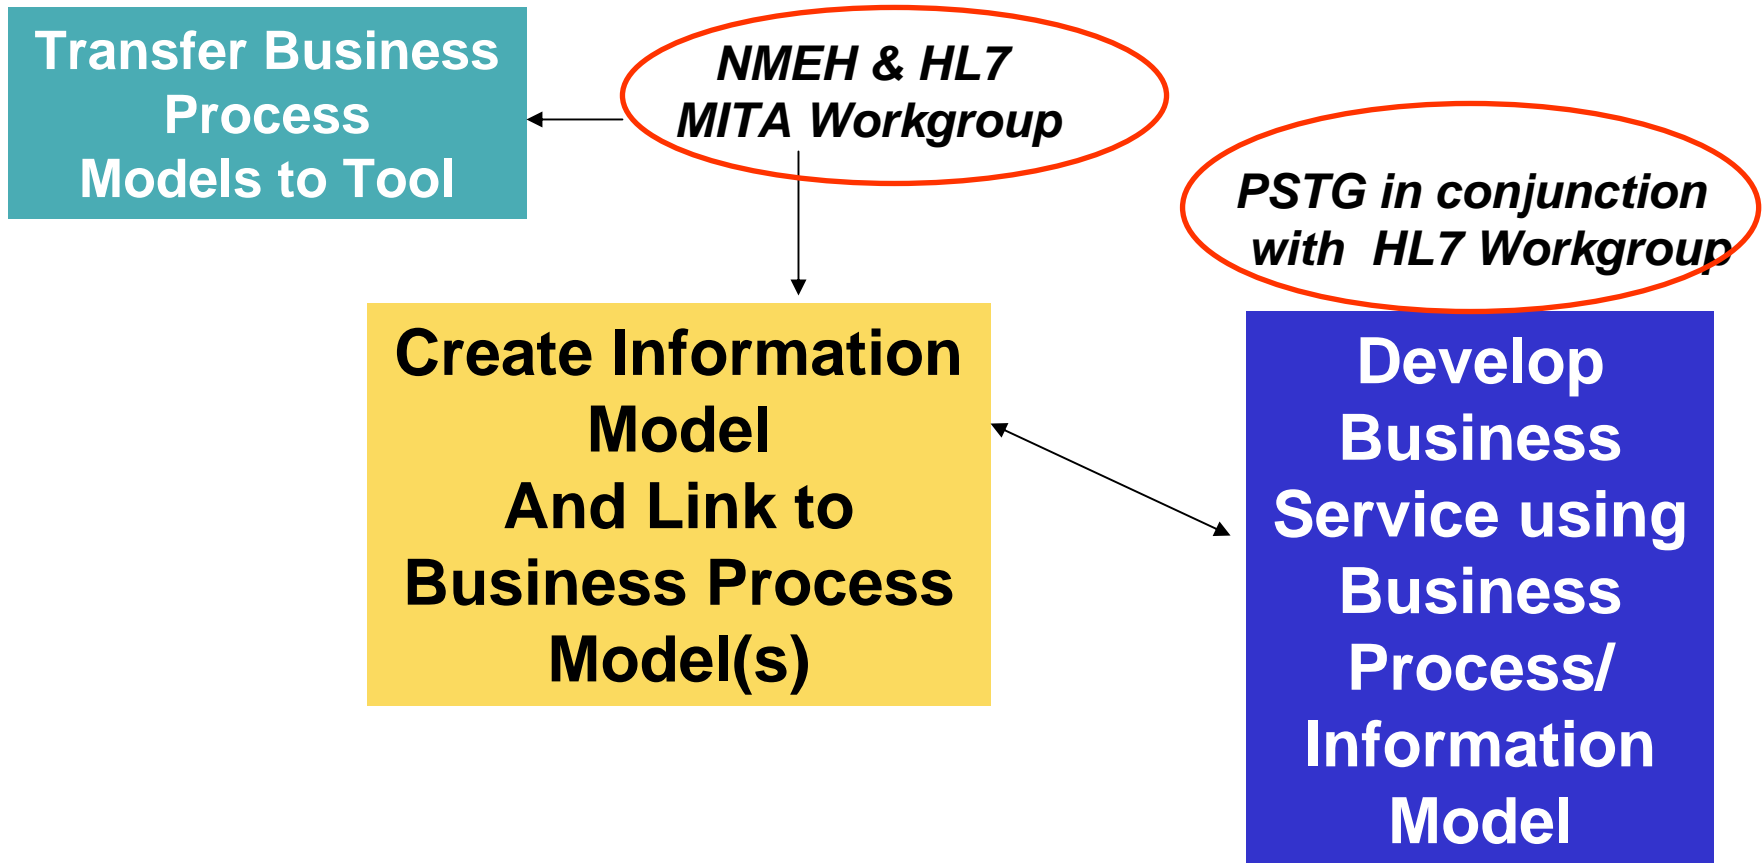 Transfer Business
Process
Models to Tool
NMEH & HL7
MITA Workgroup
PSTG in conjunction
with HL7 Workgroup
Create Information
Model
And Link to
Business Process
Model(s)
Develop
Business
Service using
Business
Process/
Information
Model